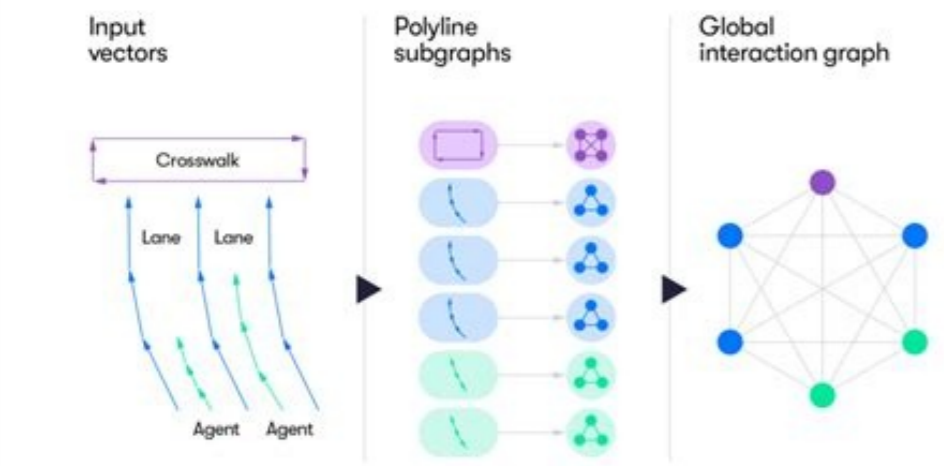 Input
vectors
Polyline
subgraphs
Global
interaction graph
Crosswalk
Lane
Lane
Agent
Agent